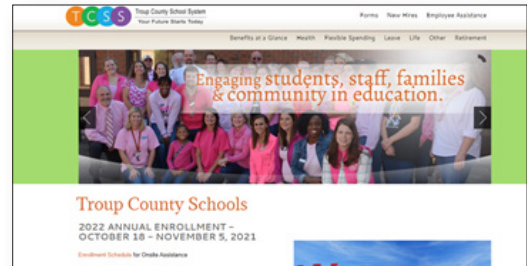 TCSS
Troup County School System
Your Future Starts Today
Forms New Hires Employee Assistance
Benefits at a Glance Health Flexible Spending Leave Life Other Retirement
Engaging students, staff, families
& community in education.
Troup County Schools
2022 ANNUAL ENROLLMENT –
OCTOBER 18 – NOVEMBER 5, 2021
Enrollment Schedule for Onsite Assistance